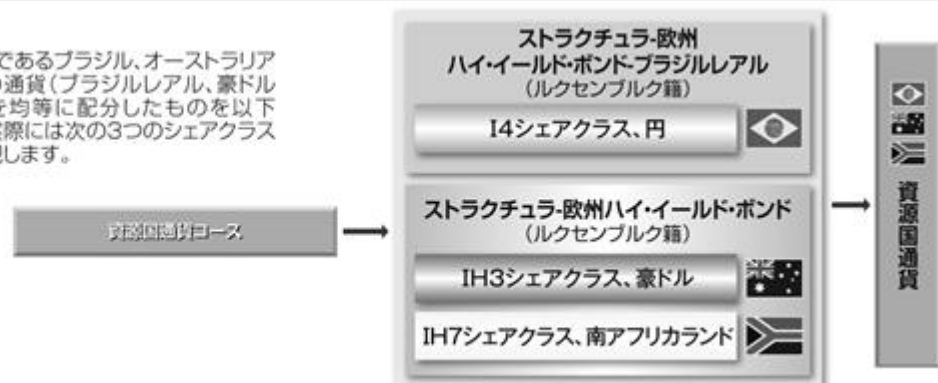 であるブラジル、オーストラリア
通貨(ブラジルレアル、豪ドル
を均等に配分したものを以下
際には次の3つのシェアクラス
します。
資源国通貨コース
ストラクチュラ-欧州
ハイ・イールド・ボンド-ブラジルレアル
(ルクセンブルク籍)
I4シェアクラス、円
ストラクチュラ-欧州ハイ・イールド・ボンド
(ルクセンブルク籍)
IH3シェアクラス、豪ドル
IH7シェアクラス、南アフリカランド
資源国通貨